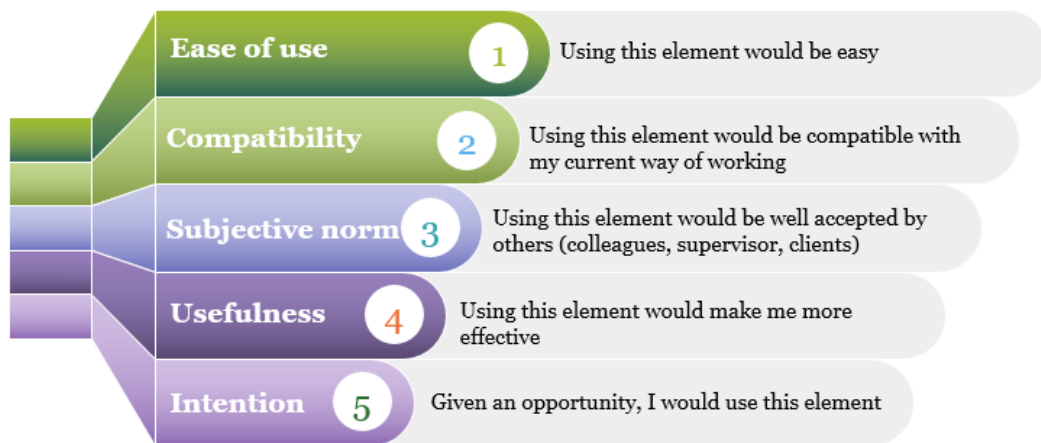 Ease of use
1
Using this element would be easy
Compatibility
2
Using this element would be compatible with
my current way of working
Subjective norm
3
Using this element would be well accepted by
others (colleagues, supervisor, clients)
Usefulness
4
Using this element would make me more
effective
Intention
5
Given an opportunity, I would use this element